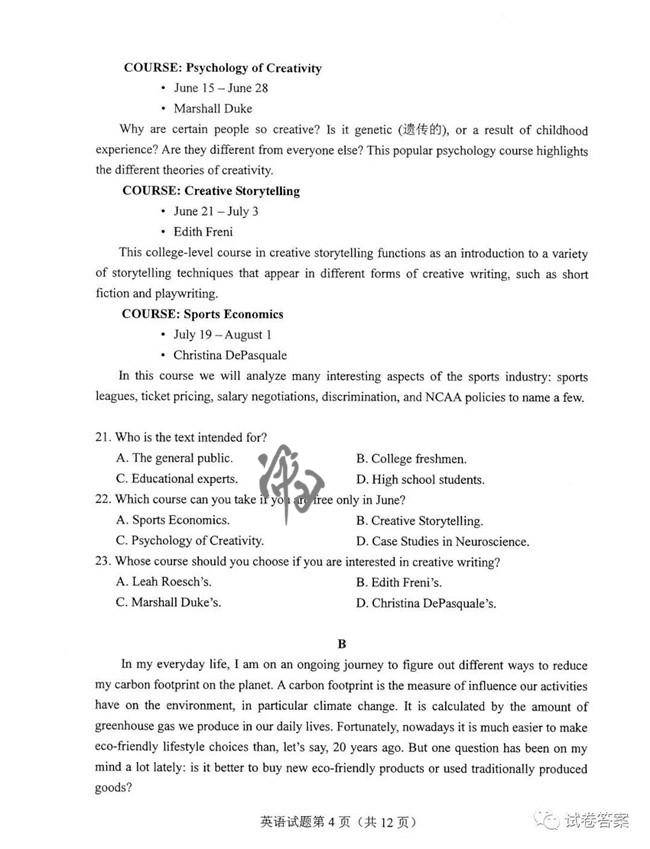 COURSE: Psychology of Creativity
• June 15 – June 28
• Marshall Duke
Why are certain people so creative? Is it genetic (遗传的), or a result of childhood
experience? Are they different from everyone else? This popular psychology course highlights
the different theories of creativity.
COURSE: Creative Storytelling
• June 21 – July 3
• Edith Freni
This college-level course in creative storytelling functions as an introduction to a variety
of storytelling techniques that appear in different forms of creative writing, such as short
fiction and playwriting.
COURSE: Sports Economics
• July 19 – August 1
• Christina DePasquale
In this course we will analyze many interesting aspects of the sports industry: sports
leagues, ticket pricing, salary negotiations, discrimination, and NCAA policies to name a few.
21. Who is the text intended for?
A. The general public. B. College freshmen.
C. Educational experts. D. High school students.
22. Which course can you take if you are free only in June?
A. Sports Economics. B. Creative Storytelling.
C. Psychology of Creativity. D. Case Studies in Neuroscience.
23. Whose course should you choose if you are interested in creative writing?
A. Leah Roesch's. B. Edith Freni's.
C. Marshall Duke's. D. Christina DePasquale's.
B
In my everyday life, I am on an ongoing journey to figure out different ways to reduce
my carbon footprint on the planet. A carbon footprint is the measure of influence our activities
have on the environment, in particular climate change. It is calculated by the amount of
greenhouse gas we produce in our daily lives. Fortunately, nowadays it is much easier to make
eco-friendly lifestyle choices than, let's say, 20 years ago. But one question has been on my
mind a lot lately: is it better to buy new eco-friendly products or used traditionally produced
goods?
英语试题第 4 页（共 12 页）
试卷答案